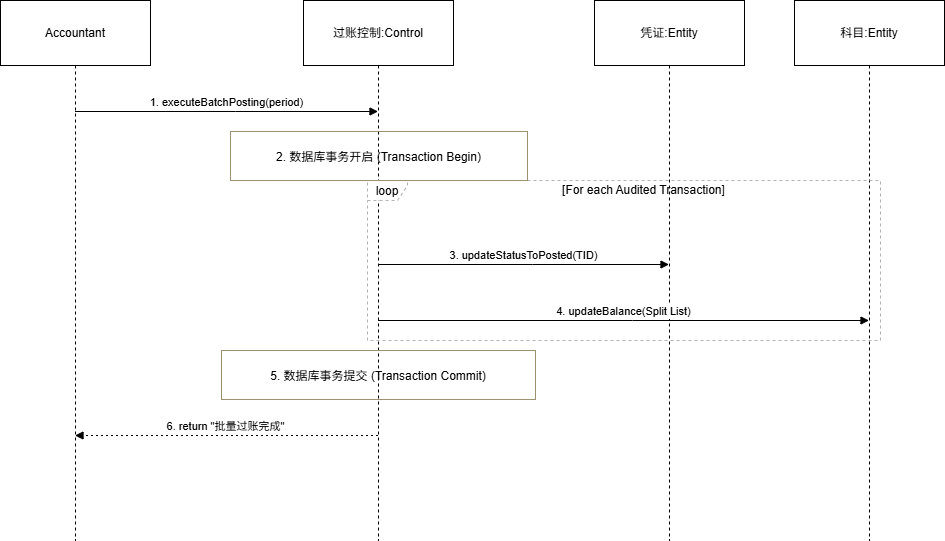 Accountant
过账控制:Control
凭证:Entity
科目:Entity
1. executeBatchPosting(period)
2. 数据库事务开启 (Transaction Begin)
loop
[For each Audited Transaction]
3. updateStatusToPosted(TID)
4. updateBalance(Split List)
5. 数据库事务提交 (Transaction Commit)
6. return "批量过账完成"